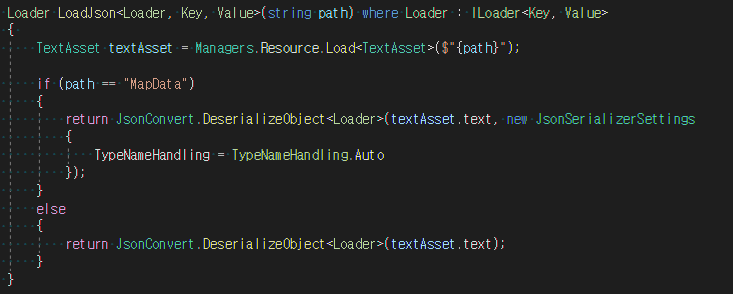 Loader LoadJson<Loader, Key, Value>(string path) where Loader : ILoader<Key, Value>
{
    TextAsset textAsset = Managers.Resource.Load<TextAsset>($"{path}");

    if (path == "MapData")
    {
        return JsonConvert.DeserializeObject<Loader>(textAsset.text, new JsonSerializerSettings
        {
            TypeNameHandling = TypeNameHandling.Auto
        });
    }
    else
    {
        return JsonConvert.DeserializeObject<Loader>(textAsset.text);
    }
}